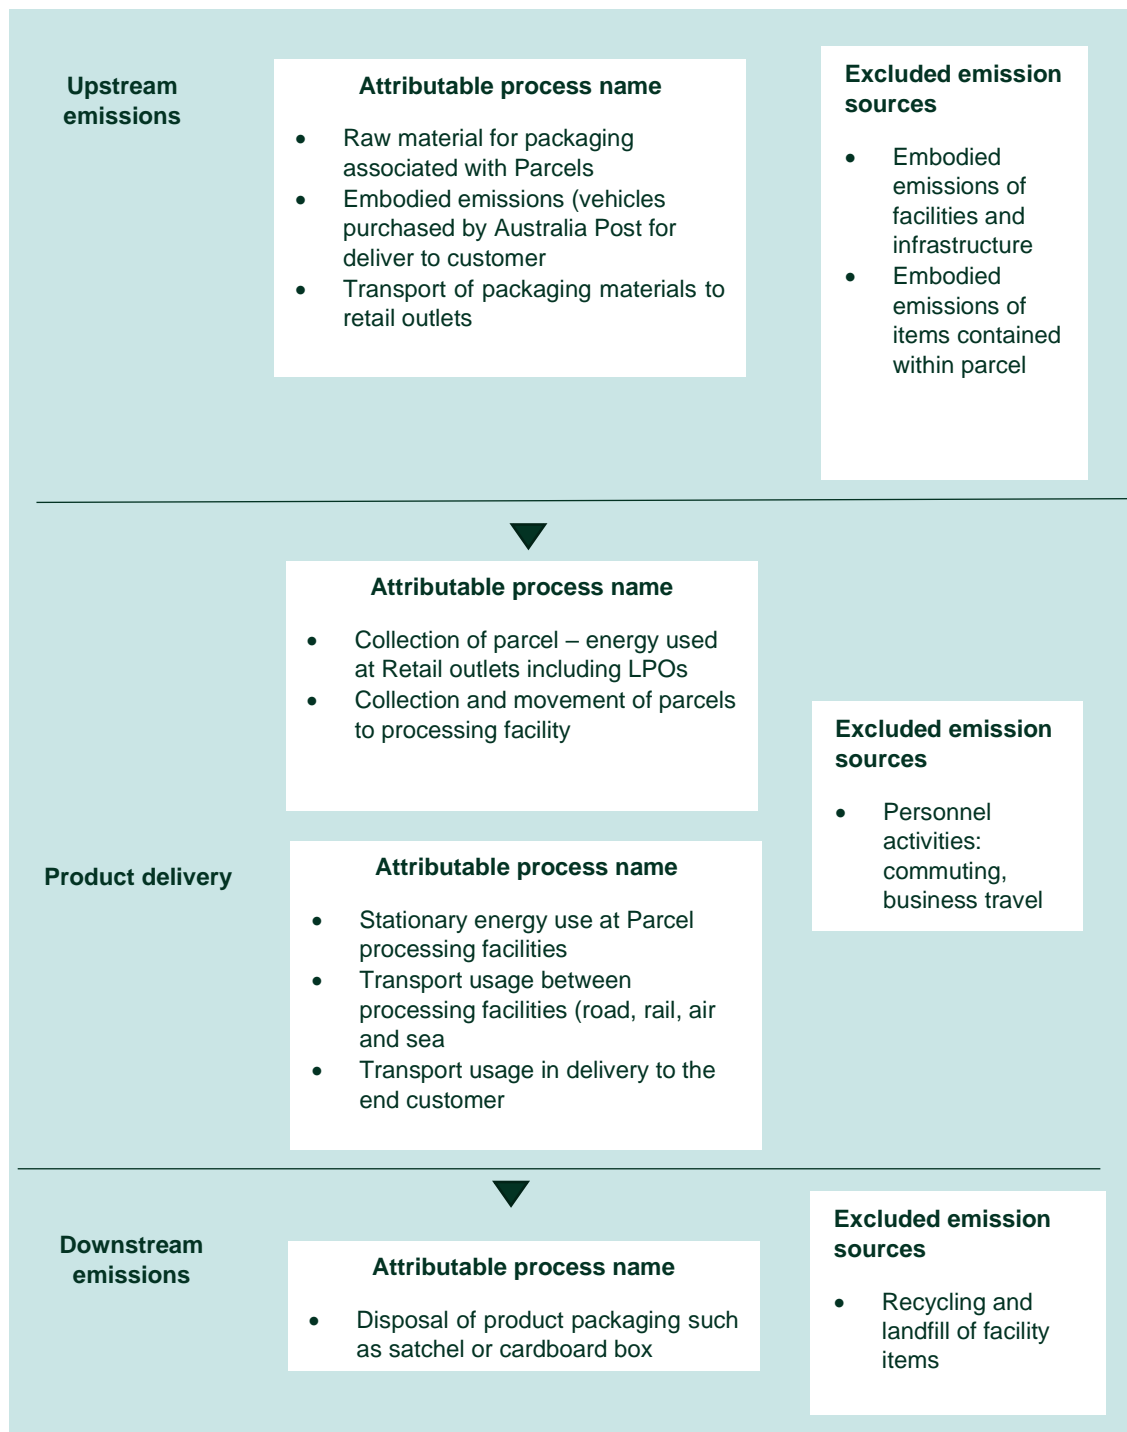 Upstream
emissions
Attributable process name
• Raw material for packaging
associated with Parcels
• Embodied emissions (vehicles
purchased by Australia Post for
deliver to customer
• Transport of packaging materials to
retail outlets
Excluded emission
sources
• Embodied
emissions of
facilities and
infrastructure
• Embodied
emissions of
items contained
within parcel
Product delivery
Attributable process name
• Collection of parcel – energy used
at Retail outlets including LPOs
• Collection and movement of parcels
to processing facility
Attributable process name
• Stationary energy use at Parcel
processing facilities
• Transport usage between
processing facilities (road, rail, air
and sea
• Transport usage in delivery to the
end customer
Excluded emission
sources
• Personnel
activities:
commuting,
business travel
Downstream
emissions
Attributable process name
• Disposal of product packaging such
as satchel or cardboard box
Excluded emission
sources
• Recycling and
landfill of facility
items